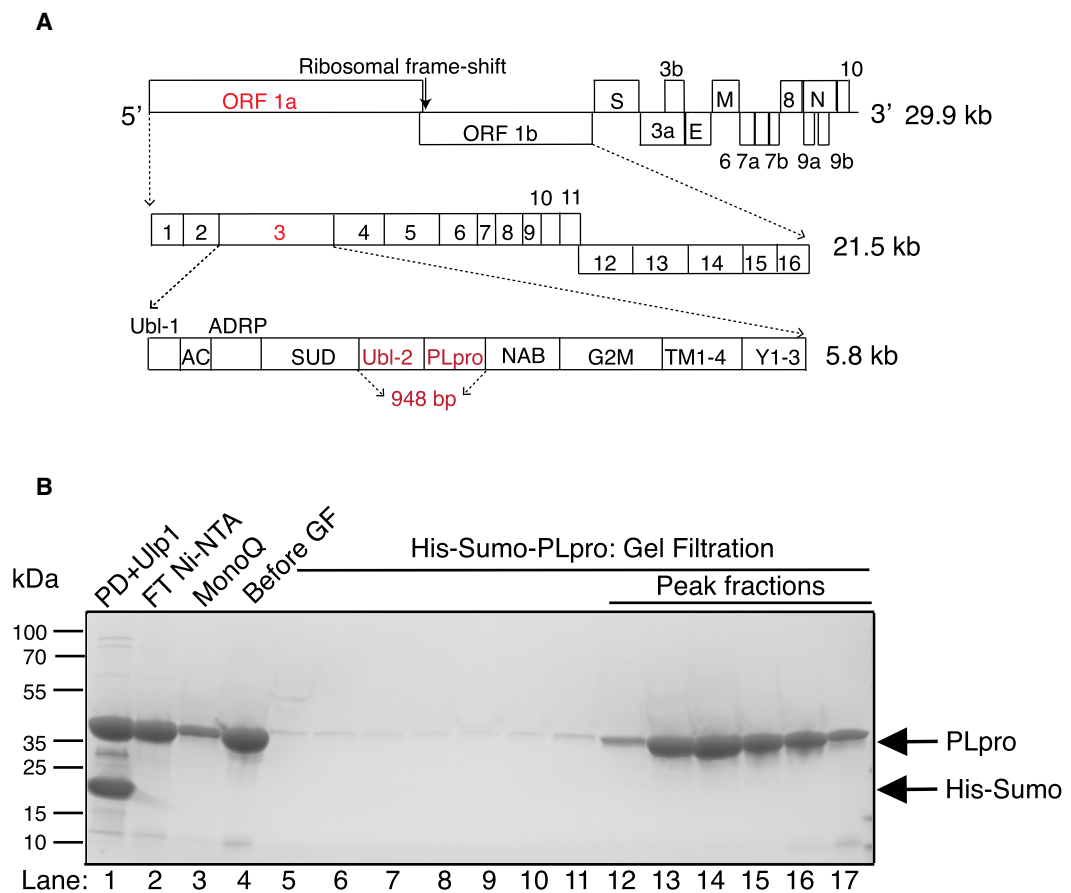 A
Ribosomal frame-shift
3b
10
ORF 1a
S
M
8
N
5’
3’ 29.9 kb
ORF 1b
3a
E
6
7a
7b
9a
9b
10
11
1
2
3
4
5
6
7
8
9
21.5 kb
12
13
14
15
16
Ubl-1
ADRP
AC
SUD
Ubl-2
PLpro
NAB
G2M
TM1-4
Y1-3
5.8 kb
948 bp
B
PD+Ulp1
FT Ni-NTA
MonoQ
Before GF
His-Sumo-PLpro: Gel Filtration
kDa
Peak fractions
100
70
55
35
PLpro
25
His-Sumo
15
10
Lane: 1 2 3 4 5 6 7 8 9 10 11 12 13 14 15 16 17